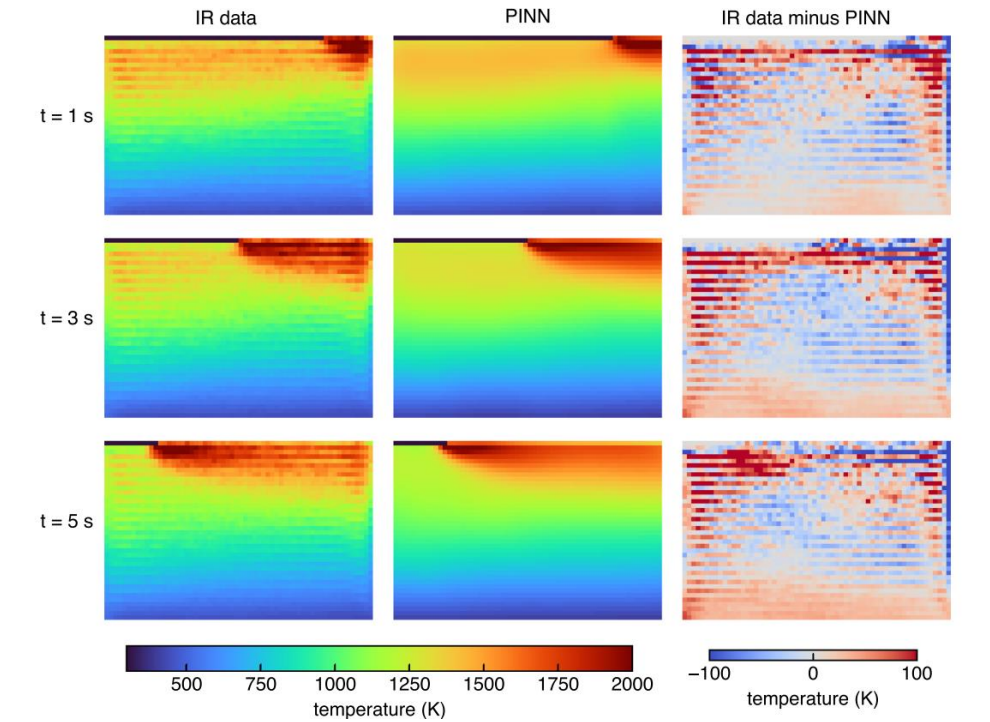 IR data PINN IR data minus PINN
t = 1 s
t = 3 s
t = 5 s
500 750 1000 1250 1500 1750 2000
temperature (K)
−100 0 100
temperature (K)